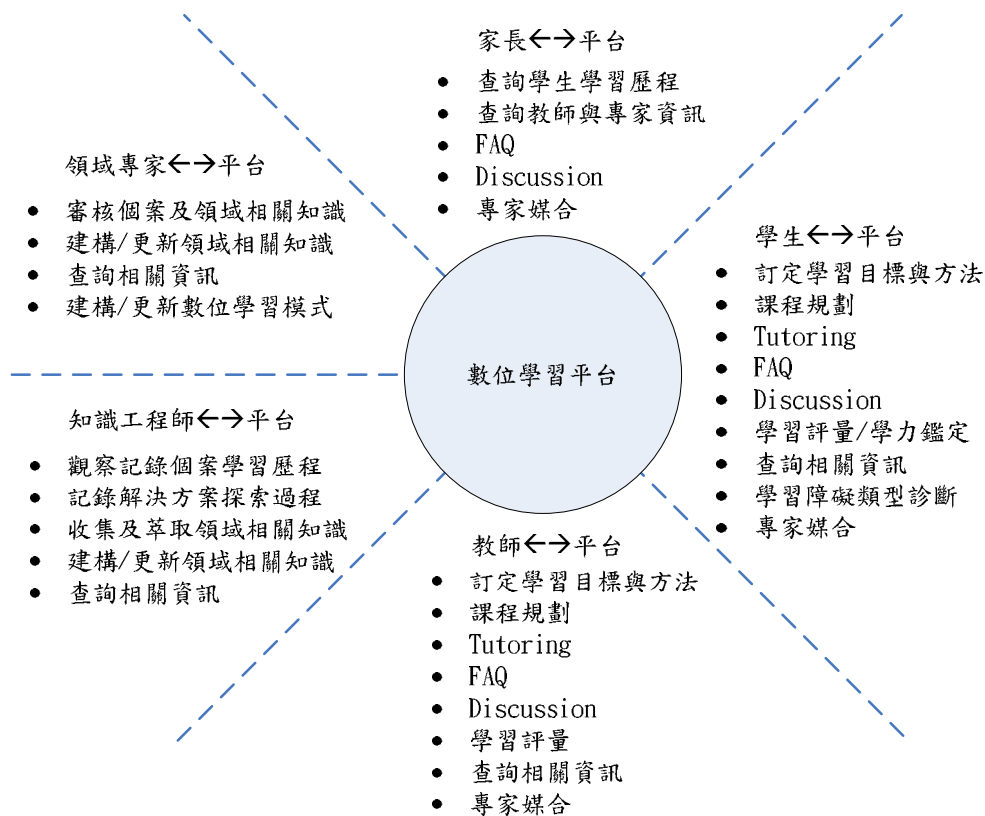 家長←→平台
• 查詢學生學習歷程
• 查詢教師與專家資訊
• FAQ
• Discussion
• 專家媒合
領域專家←→平台
• 審核個案及領域相關知識
• 建構/更新領域相關知識
• 查詢相關資訊
• 建構/更新數位學習模式
學生←→平台
• 訂定學習目標與方法
• 課程規劃
• Tutoring
• FAQ
• Discussion
• 學習評量/學力鑑定
• 查詢相關資訊
• 學習障礙類型診斷
• 專家媒合
數位學習平台
知識工程師←→平台
• 觀察記錄個案學習歷程
• 記錄解決方案探索過程
• 收集及萃取領域相關知識
• 建構/更新領域相關知識
• 查詢相關資訊
教師←→平台
• 訂定學習目標與方法
• 課程規劃
• Tutoring
• FAQ
• Discussion
• 學習評量
• 查詢相關資訊
• 專家媒合